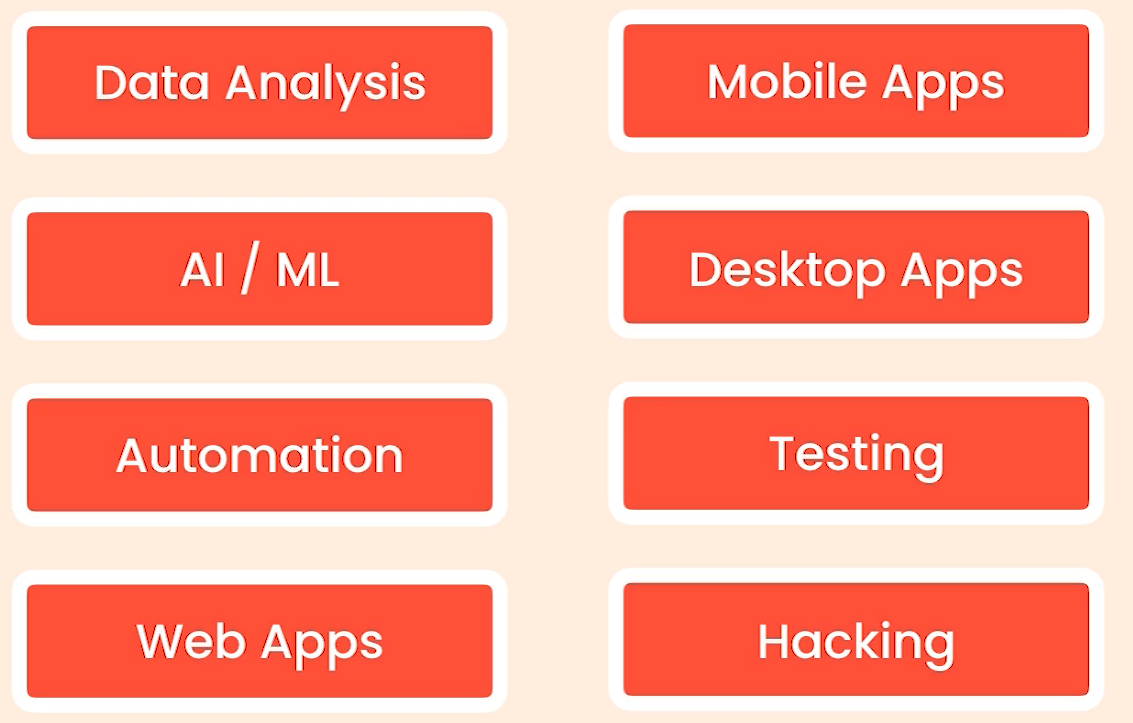 Data Analysis
Mobile Apps
AI / ML
Desktop Apps
Automation
Testing
Web Apps
Hacking